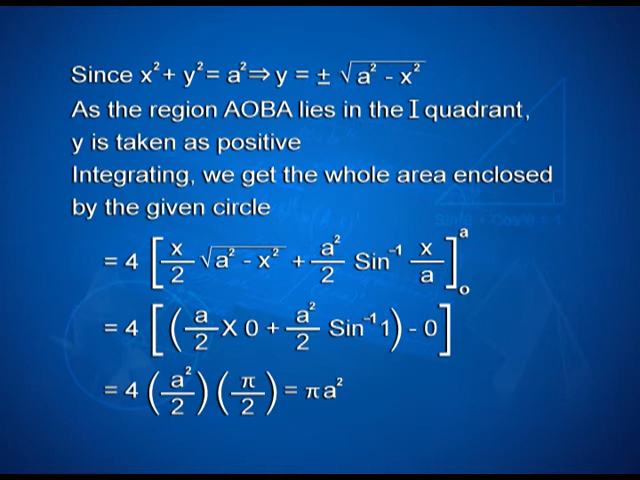 Since x² + y² = a² ⇒ y = ± √(a² - x²)
As the region AOBA lies in the I quadrant,
y is taken as positive
Integrating, we get the whole area enclosed
by the given circle
= 4 [x/2 √(a² - x²) + a²/2 Sin⁻¹ x/a]ₒᵃ
= 4 [(a/2 X 0 + a²/2 Sin⁻¹1) - 0]
= 4 (a²/2) (π/2) = πa²